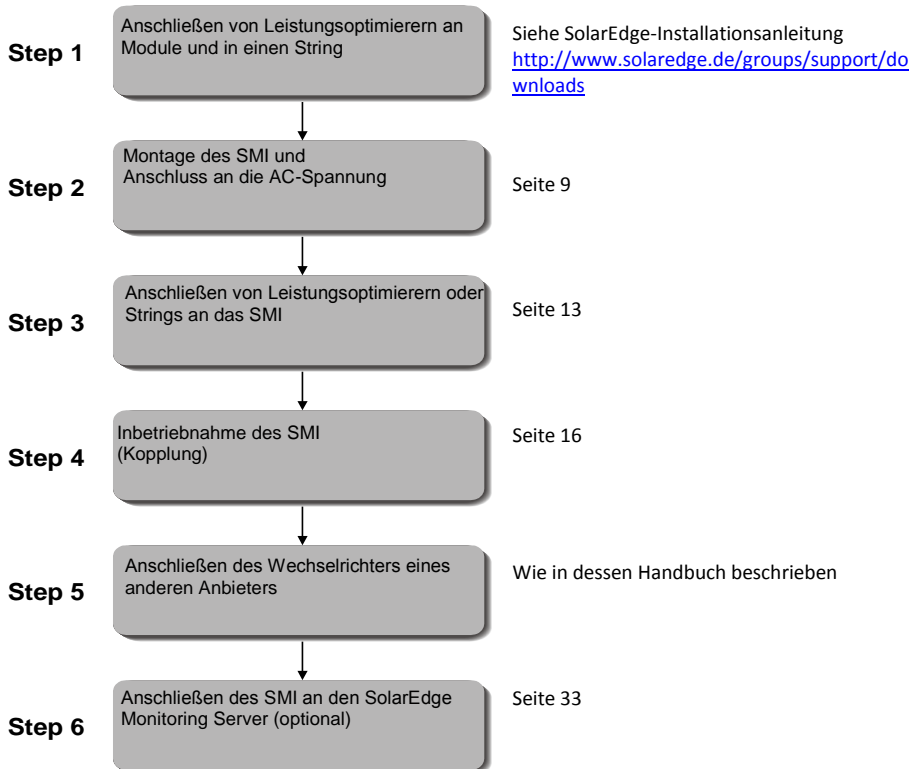 Step 1
Anschließen von Leistungsoptimierern an
Module und in einen String
Siehe SolarEdge-Installationsanleitung
http://www.solaredge.de/groups/support/do
wnloads
Step 2
Montage des SMI und
Anschluss an die AC-Spannung
Seite 9
Step 3
Anschließen von Leistungsoptimierern oder
Strings an das SMI
Seite 13
Step 4
Inbetriebnahme des SMI
(Kopplung)
Seite 16
Step 5
Anschließen des Wechselrichters eines
anderen Anbieters
Wie in dessen Handbuch beschrieben
Step 6
Anschließen des SMI an den SolarEdge
Monitoring Server (optional)
Seite 33